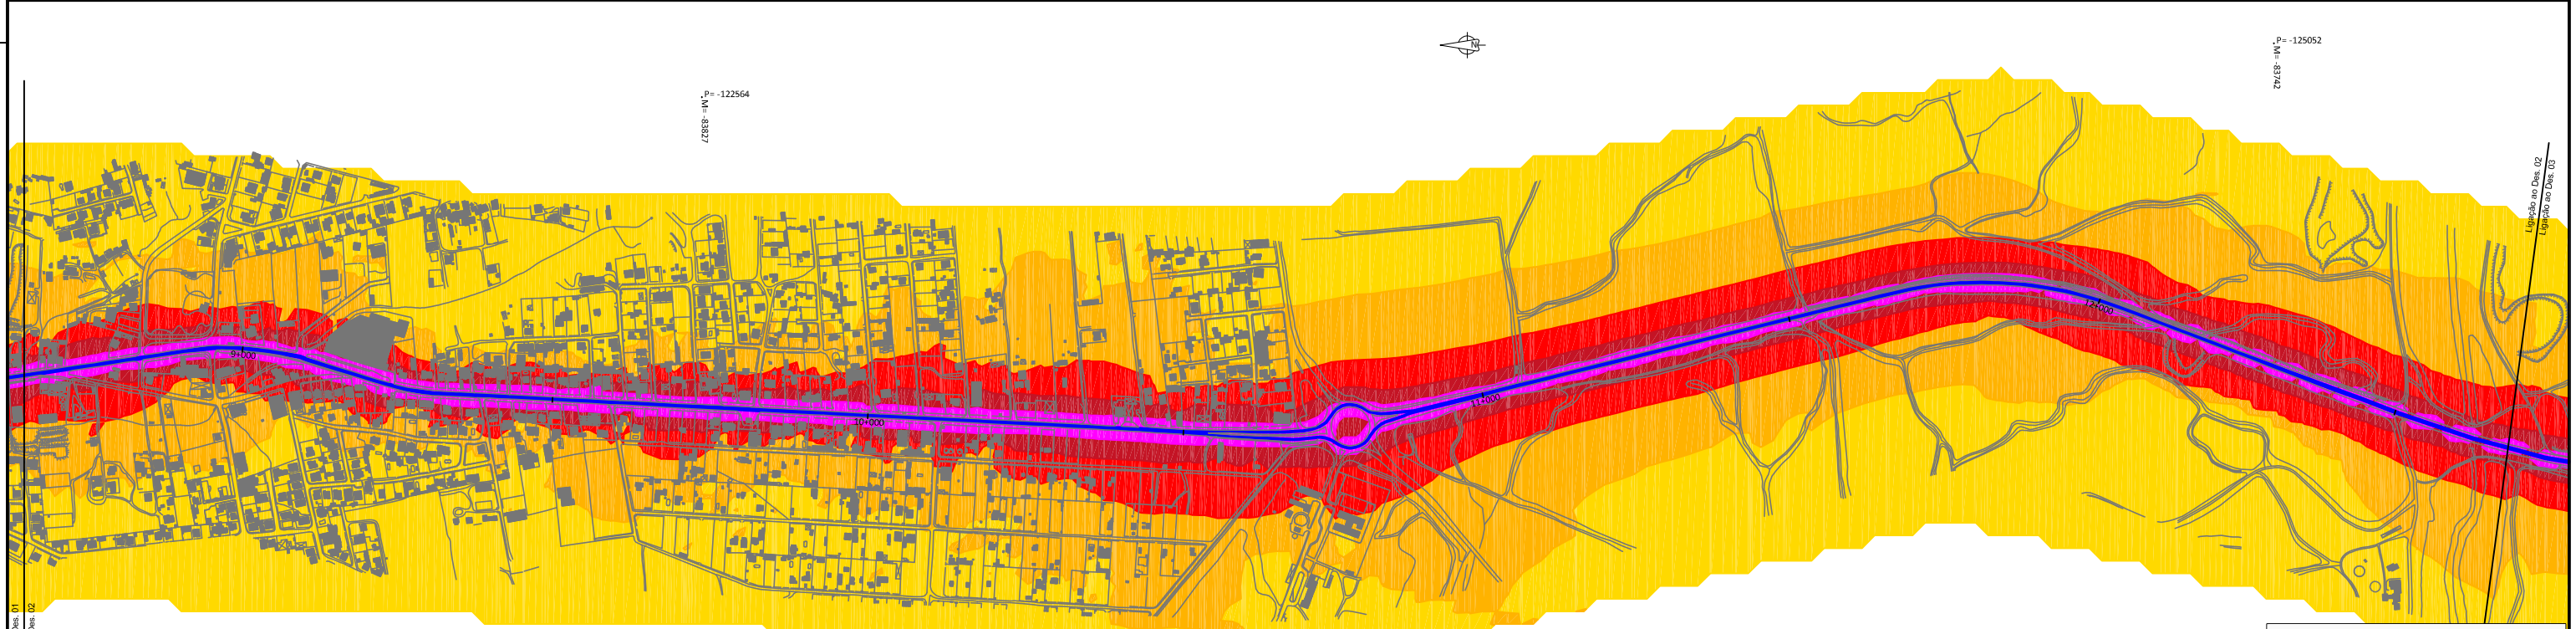 N
P= -125052
M= -83742
P= -122564
M= -83827
Ligação ao Des. 02
Ligação ao Des. 03
9+000
10+000
11+000
12+000
Des. 01
Des. 02